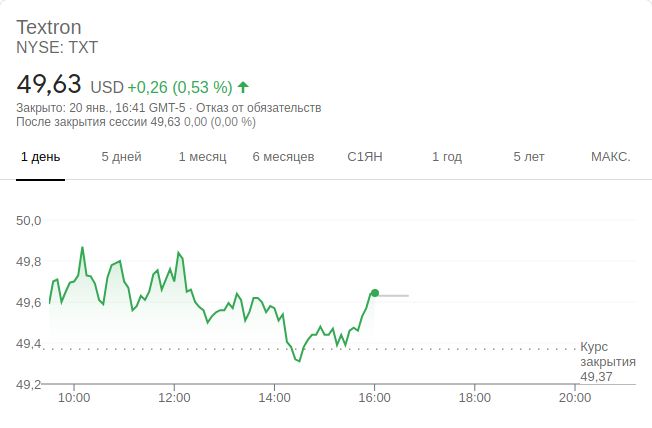 Textron
NYSE: TXT
49,63 USD +0,26 (0,53 %)
Закрыто: 20 янв., 16:41 GMT-5 · Отказ от обязательств
После закрытия сессии 49,63 0,00 (0,00 %)
1 день 5 дней 1 месяц 6 месяцев С1ЯН 1 год 5 лет МАКС.
50,0
49,8
49,6
49,4
49,2
Курс
закрытия
49,37
10:00 12:00 14:00 16:00 18:00 20:00